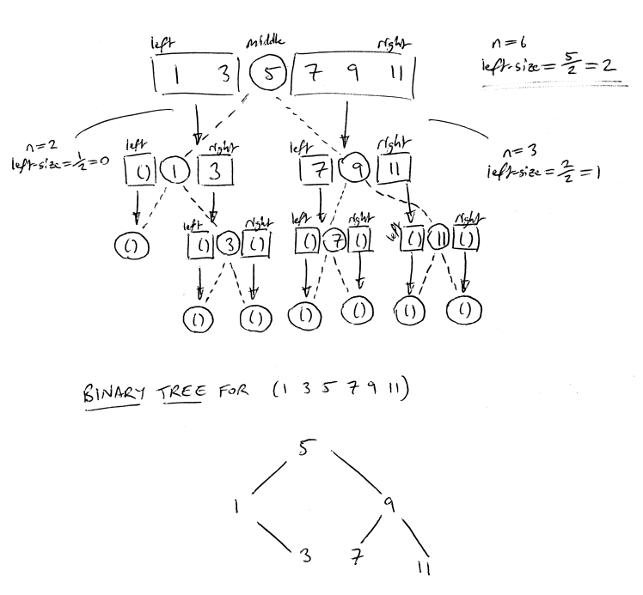 left middle right
n=6
left-size = 5/2 = 2
1 3 5 7 9 11
n=2
left-size = 1/2 = 0
left right left right
n=3
left-size = 2/2 = 1
() 1 3 7 9 11
left right left right left right
() () 3 () () 7 () () 11 ()
() () () () () ()
BINARY TREE FOR (1 3 5 7 9 11)
5
1 9
3 7 11